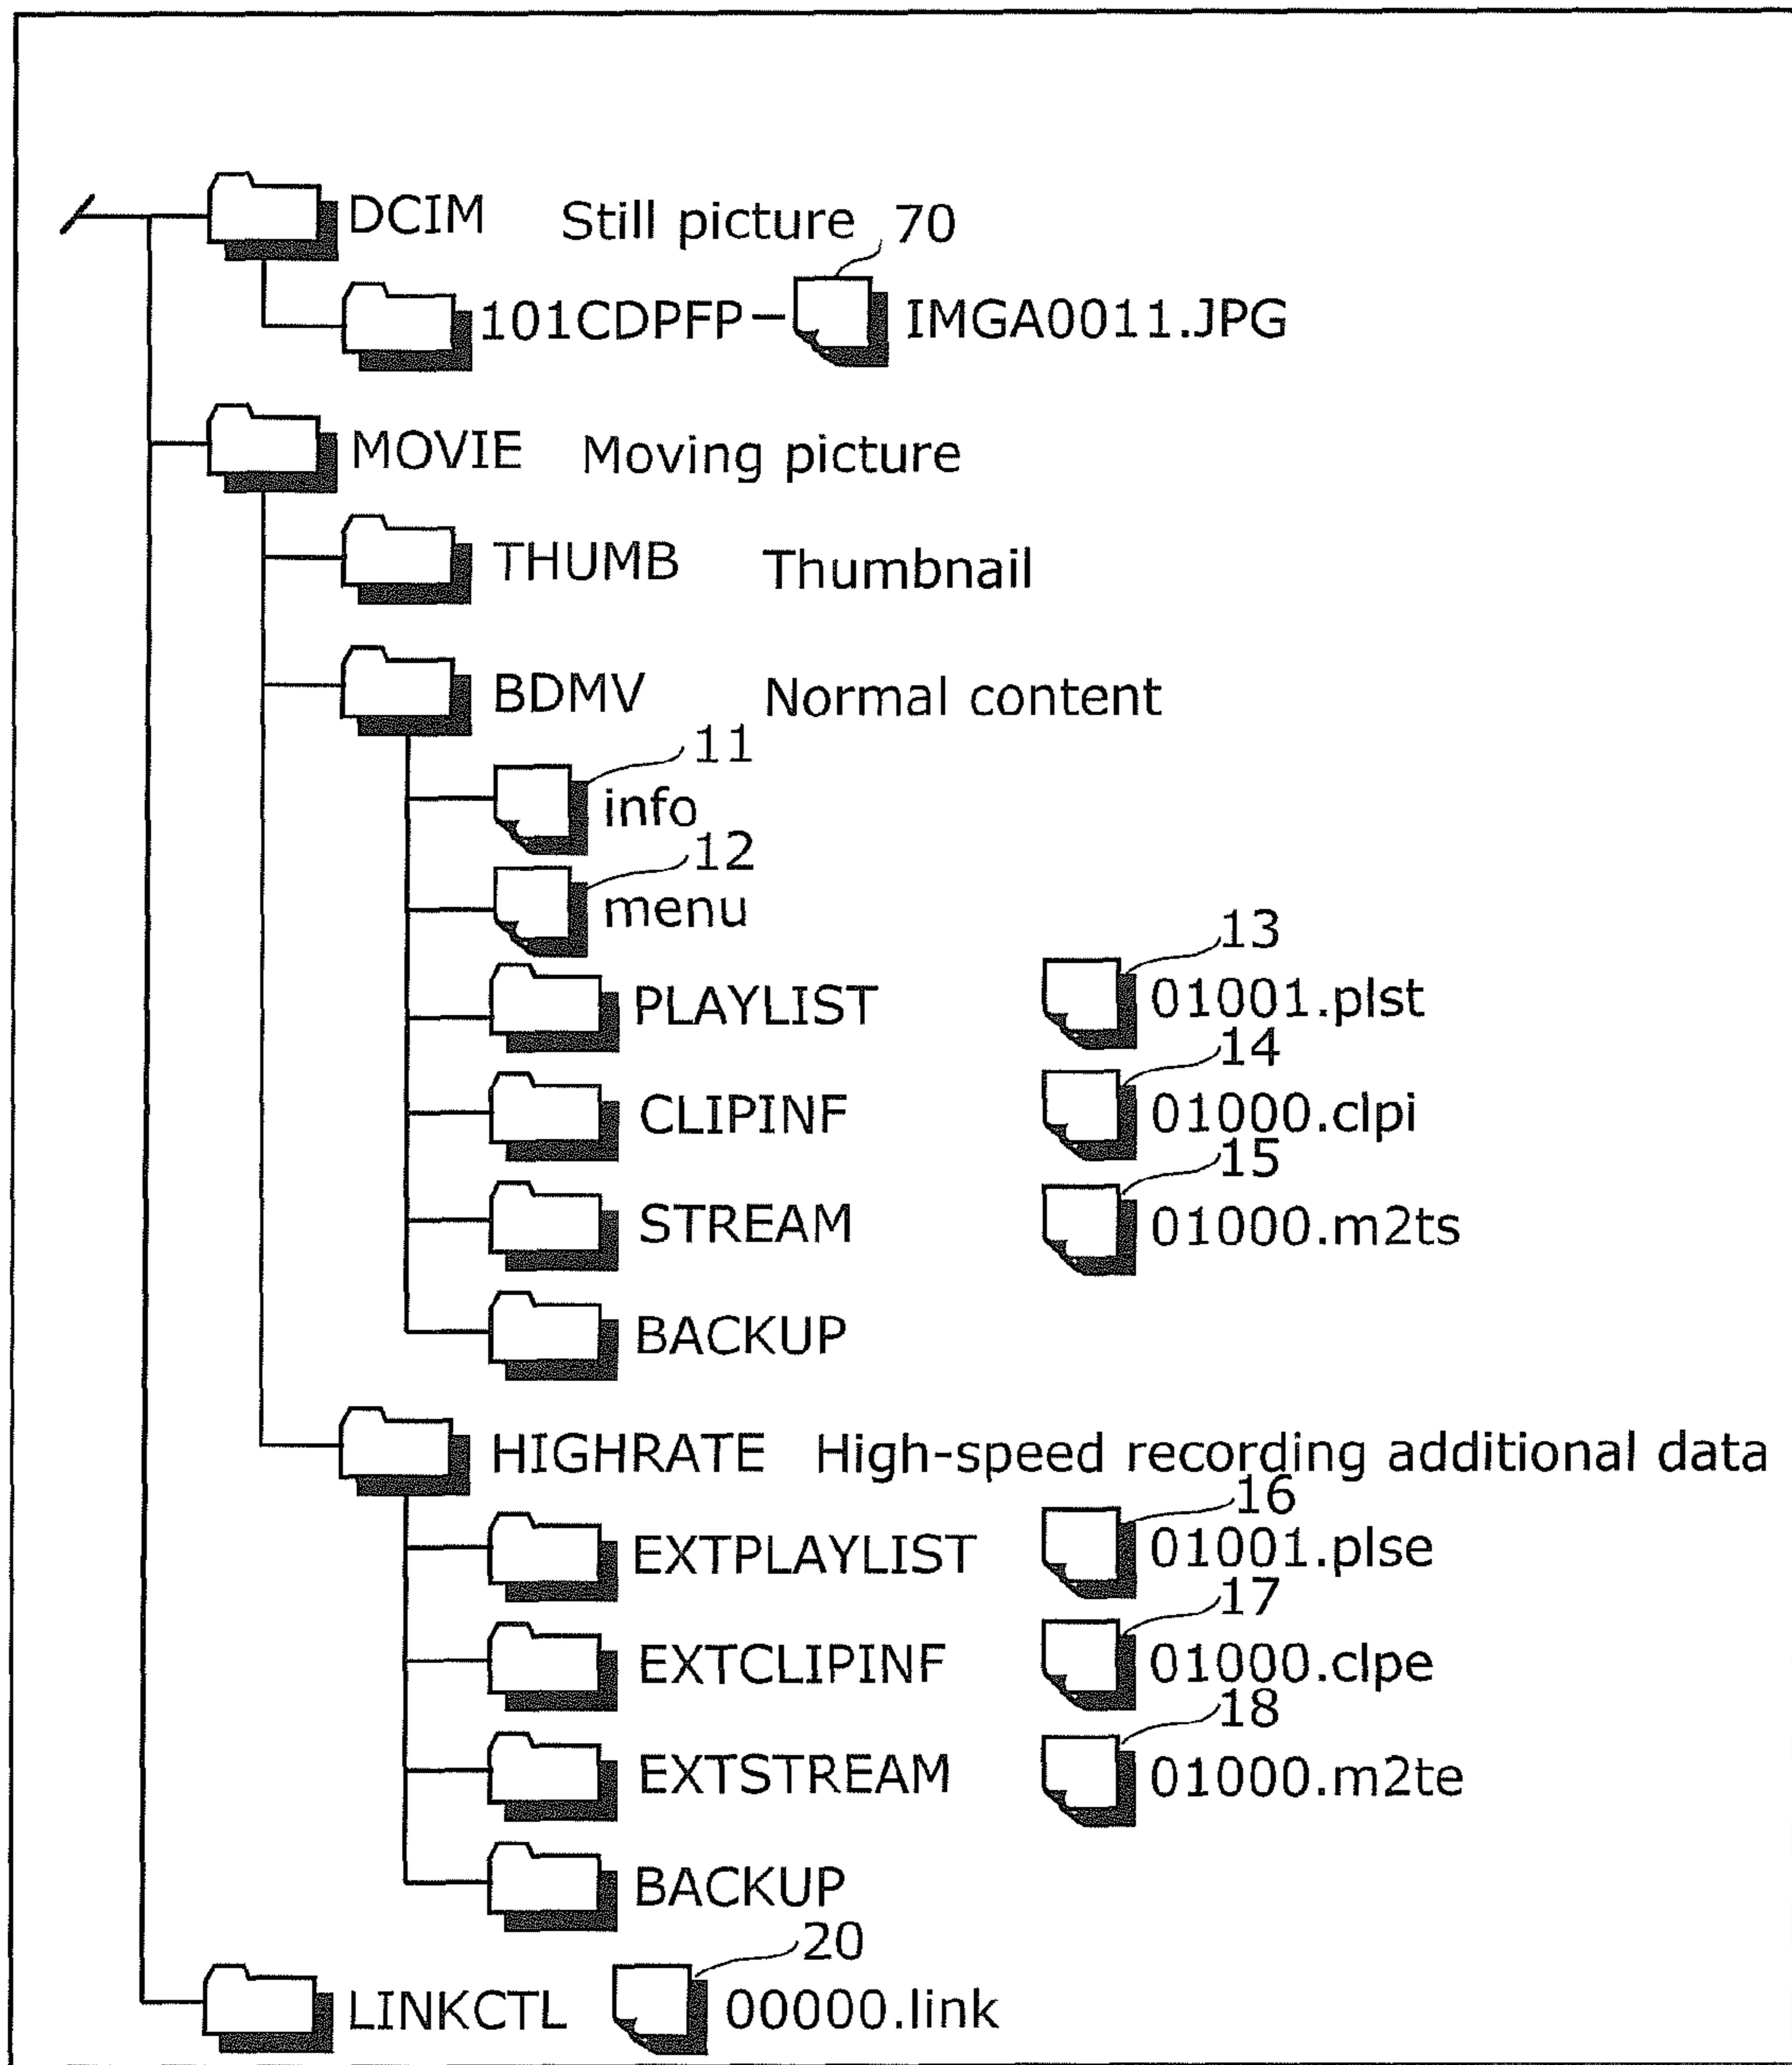 DCIM Still picture 70
101CDPFP IMGA0011.JPG
MOVIE Moving picture
THUMB Thumbnail
BDMV Normal content
11
info
12
menu
13
PLAYLIST 01001.plst
14
CLIPINF 01000.clpi
15
STREAM 01000.m2ts
BACKUP
HIGHRATE High-speed recording additional data
16
EXTPLAYLIST 01001.plse
17
EXTCLIPINF 01000.clpe
18
EXTSTREAM 01000.m2te
BACKUP
20
LINKCTL 00000.link